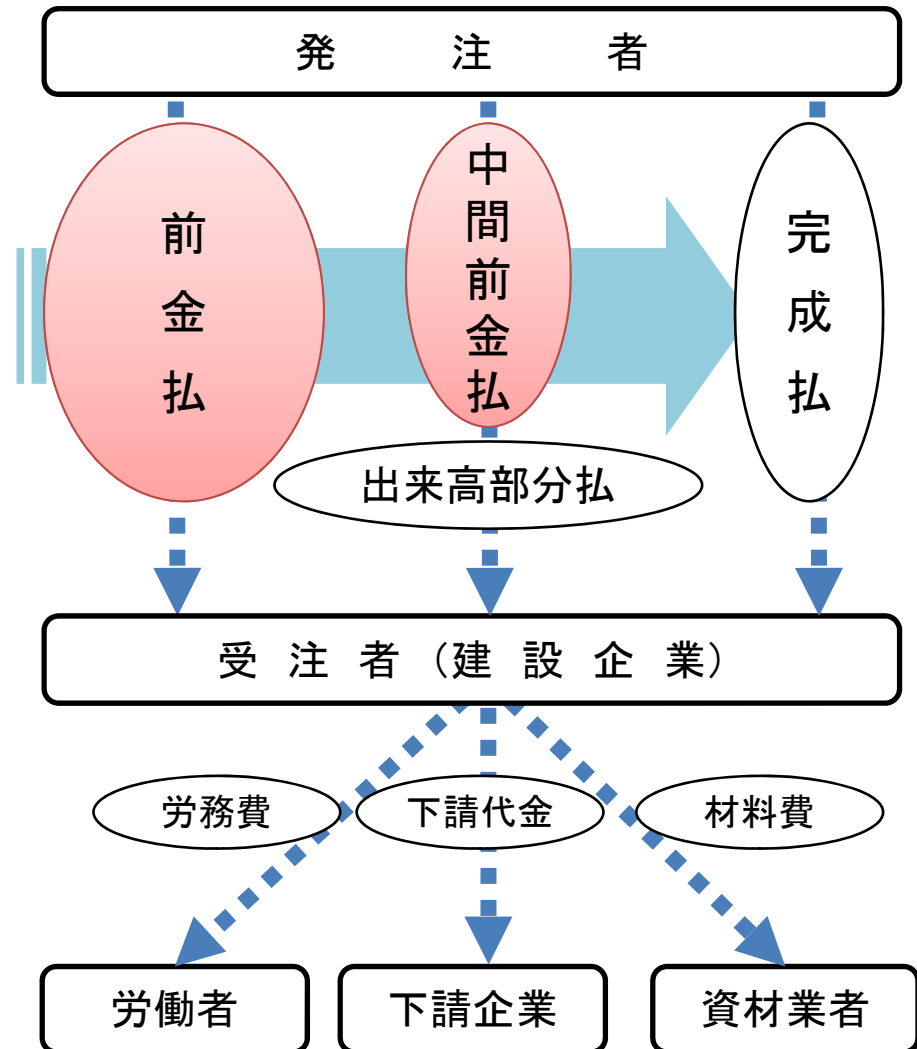 発注者
前金払
中間前金払
完成払
出来高部分払
受注者（建設企業）
労務費
下請代金
材料費
労働者
下請企業
資材業者